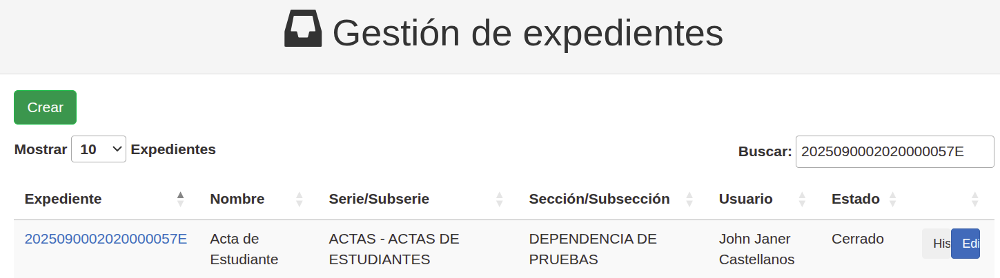 Gestión de expedientes
Crear
Mostrar 10 Expedientes
Buscar: 2025090002020000057E
Expediente Nombre Serie/Subserie Sección/Subsección Usuario Estado
2025090002020000057E Acta de Estudiante ACTAS - ACTAS DE ESTUDIANTES DEPENDENCIA DE PRUEBAS John Janer Castellanos Cerrado His Edi